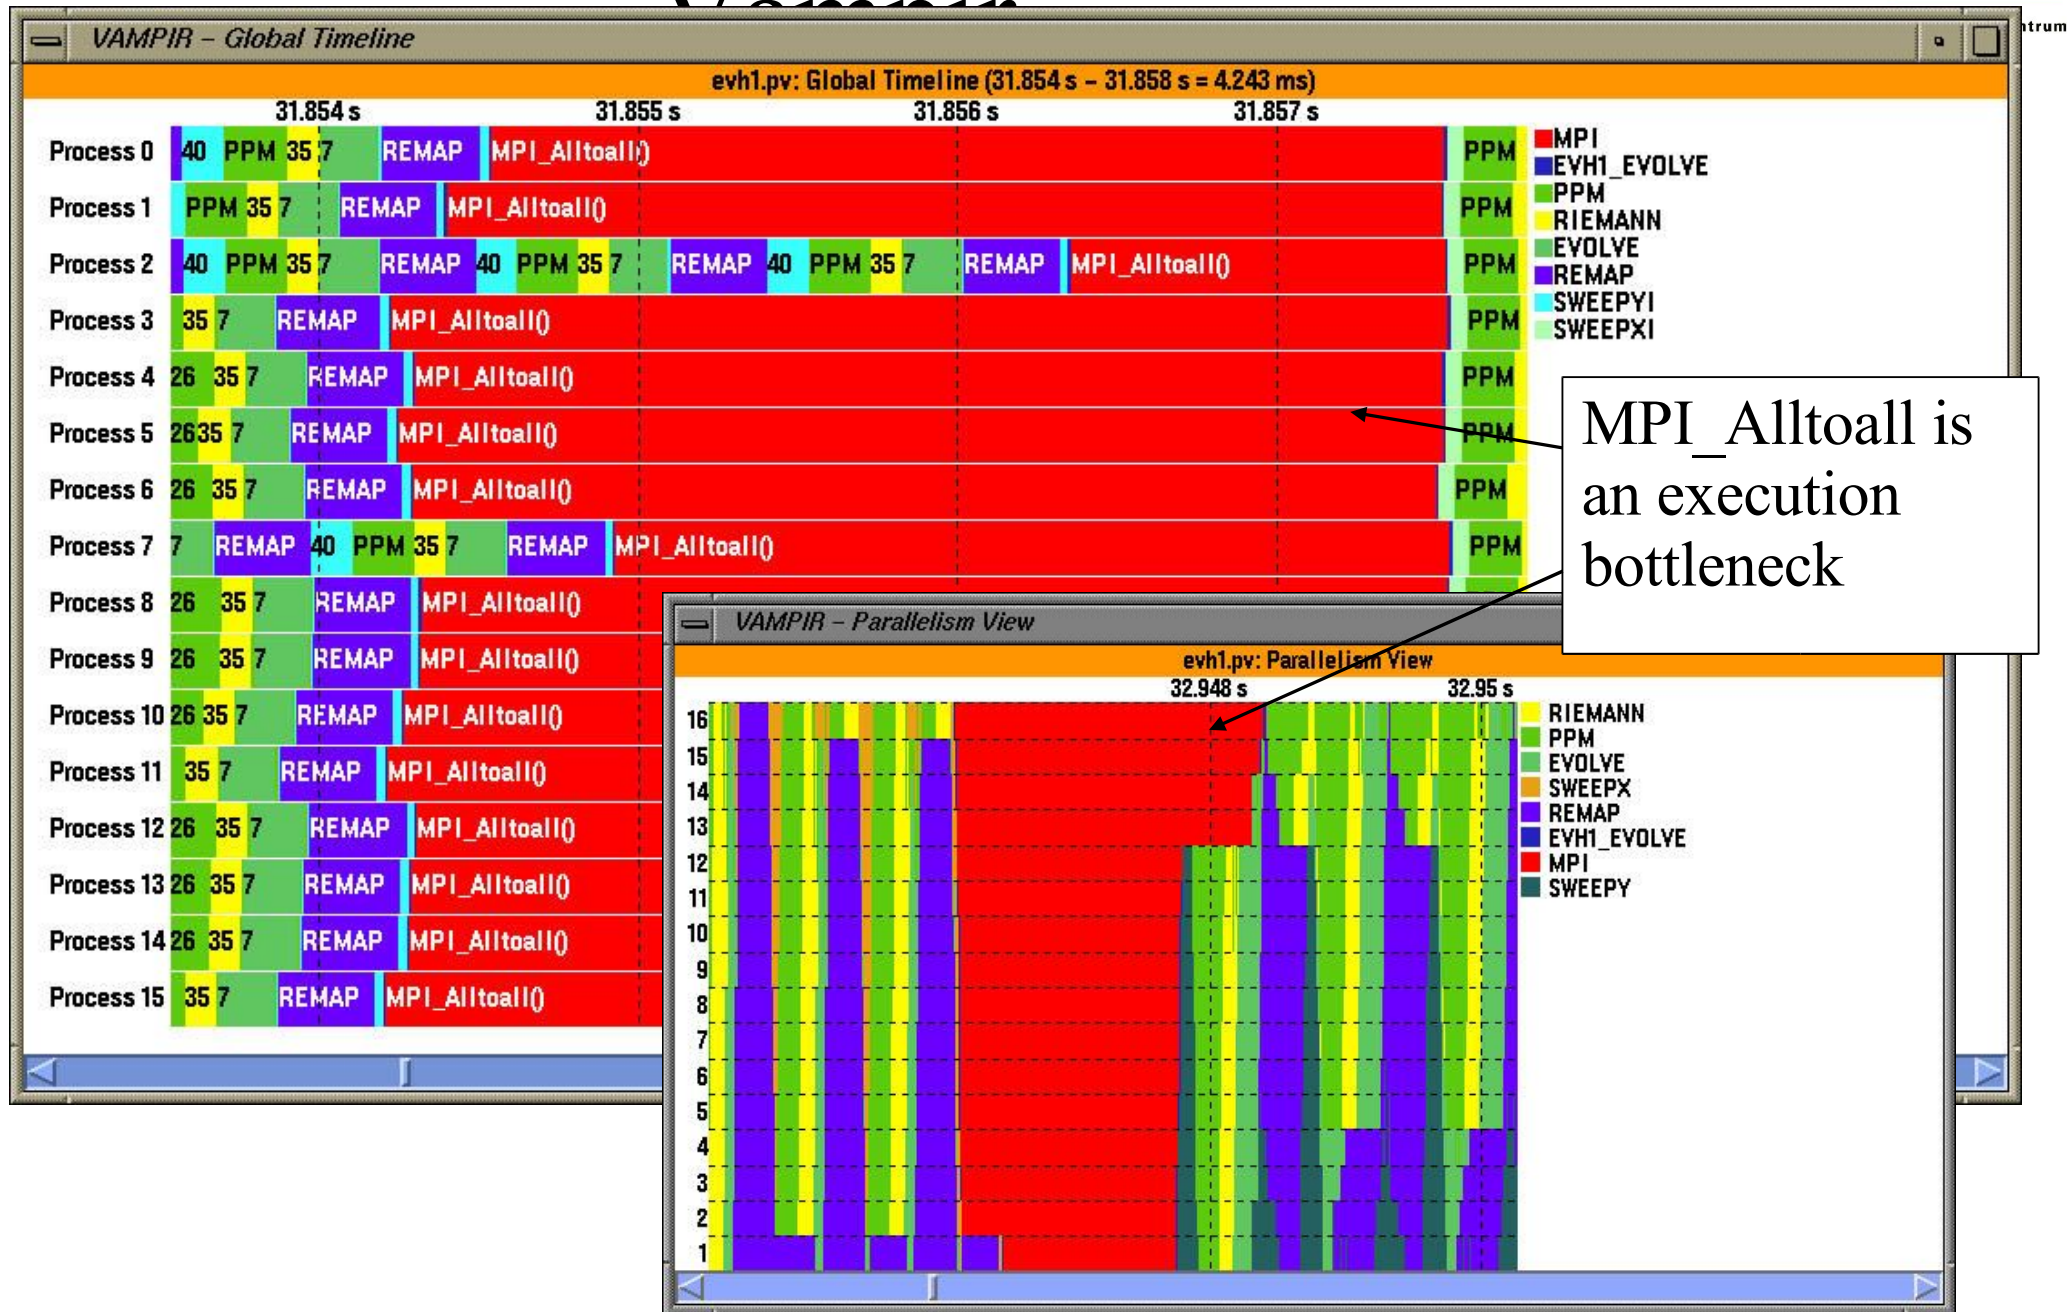 Vampir
ntrum
VAMPIR – Global Timeline
evh1.pv: Global Timeline (31.854 s – 31.858 s = 4.243 ms)
31.854 s 31.855 s 31.856 s 31.857 s
Process 0 40 PPM 35 7 REMAP MPI_Alltoall() PPM
Process 1 PPM 35 7 REMAP MPI_Alltoall() PPM
Process 2 40 PPM 35 7 REMAP 40 PPM 35 7 REMAP 40 PPM 35 7 REMAP MPI_Alltoall() PPM
Process 3 35 7 REMAP MPI_Alltoall() PPM
Process 4 26 35 7 REMAP MPI_Alltoall() PPM
Process 5 26 35 7 REMAP MPI_Alltoall() PPM
Process 6 26 35 7 REMAP MPI_Alltoall() PPM
Process 7 7 REMAP 40 PPM 35 7 REMAP MPI_Alltoall() PPM
Process 8 26 35 7 REMAP MPI_Alltoall()
Process 9 26 35 7 REMAP MPI_Alltoall()
Process 10 26 35 7 REMAP MPI_Alltoall()
Process 11 35 7 REMAP MPI_Alltoall()
Process 12 26 35 7 REMAP MPI_Alltoall()
Process 13 26 35 7 REMAP MPI_Alltoall()
Process 14 26 35 7 REMAP MPI_Alltoall()
Process 15 35 7 REMAP MPI_Alltoall()
MPI
EVH1_EVOLVE
PPM
RIEMANN
EVOLVE
REMAP
SWEEPYI
SWEEPXI
MPI_Alltoall is
an execution
bottleneck
VAMPIR – Parallelism View
evh1.pv: Parallelism View
32.948 s 32.95 s
16
15
14
13
12
11
10
9
8
7
6
5
4
3
2
1
RIEMANN
PPM
EVOLVE
SWEEPX
REMAP
EVH1_EVOLVE
MPI
SWEEPY